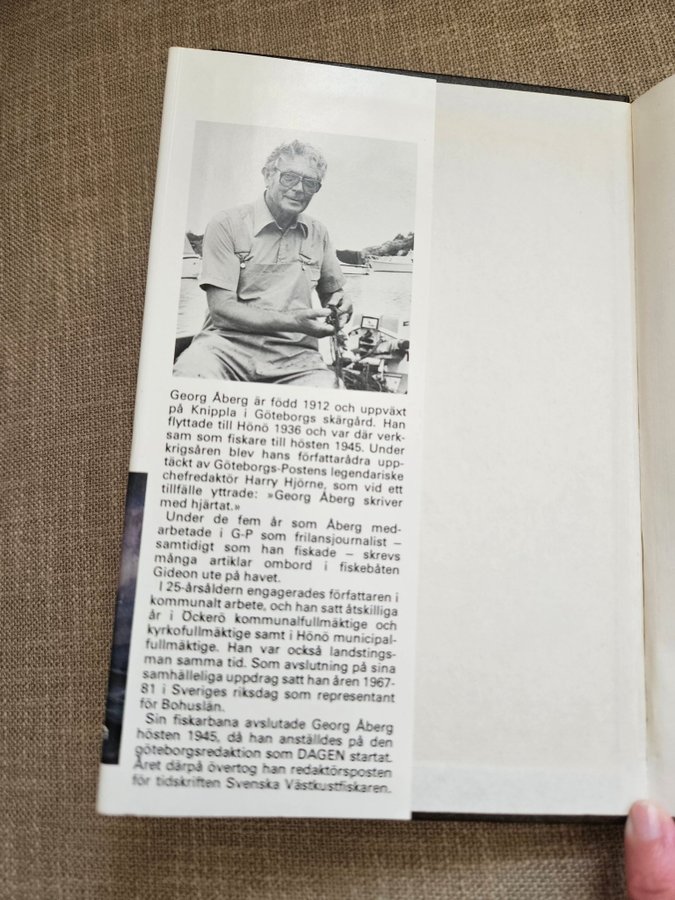 Georg Åberg är född 1912 och uppväxt
på Knippla i Göteborgs skärgård. Han
flyttade till Hönö 1936 och var där verk-
sam som fiskare till hösten 1945. Under
krigsåren blev hans författarådra upp-
täckt av Göteborgs-Postens legendariske
chefredaktör Harry Hjörne, som vid ett
tillfälle yttrade: »Georg Åberg skriver
med hjärtat.»
Under de fem år som Åberg med-
arbetade i G-P som frilansjournalist –
samtidigt som han fiskade – skrevs
många artiklar ombord i fiskebåten
Gideon ute på havet.
I 25-årsåldern engagerades författaren i
kommunalt arbete, och han satt åtskilliga
år i Öckerö kommunalfullmäktige och
kyrkofullmäktige samt i Hönö municipal-
fullmäktige. Han var också landstings-
man samma tid. Som avslutning på sina
samhälleliga uppdrag satt han åren 1967-
81 i Sveriges riksdag som representant
för Bohuslän.
Sin fiskarbana avslutade Georg Åberg
hösten 1945, då han anställdes på den
göteborgsredaktion som DAGEN startat.
Året därpå övertog han redaktörsposten
för tidskriften Svenska Västkustfiskaren.